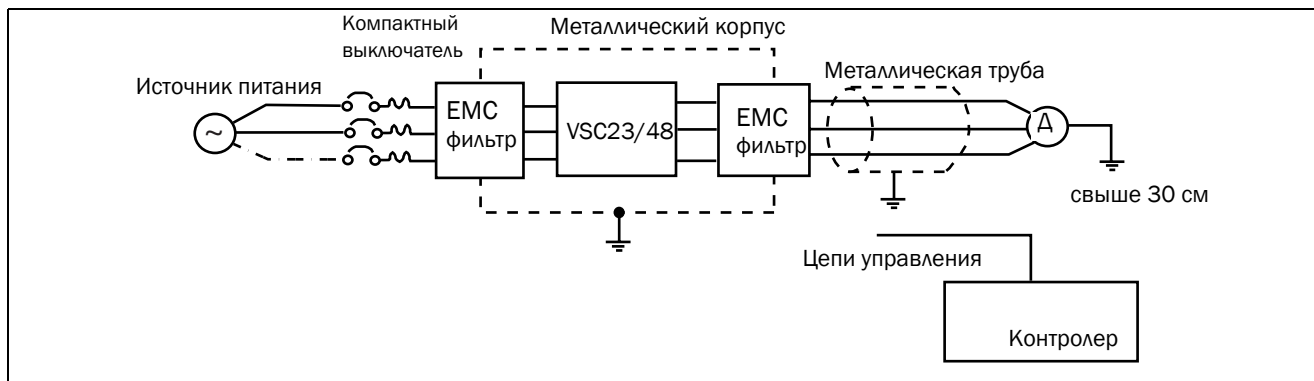 Компактный
выключатель
Металлический корпус
Источник питания
Металлическая труба
~
EMC
фильтр
VSC23/48
EMC
фильтр
Д
свыше 30 см
Цепи управления
Контролер